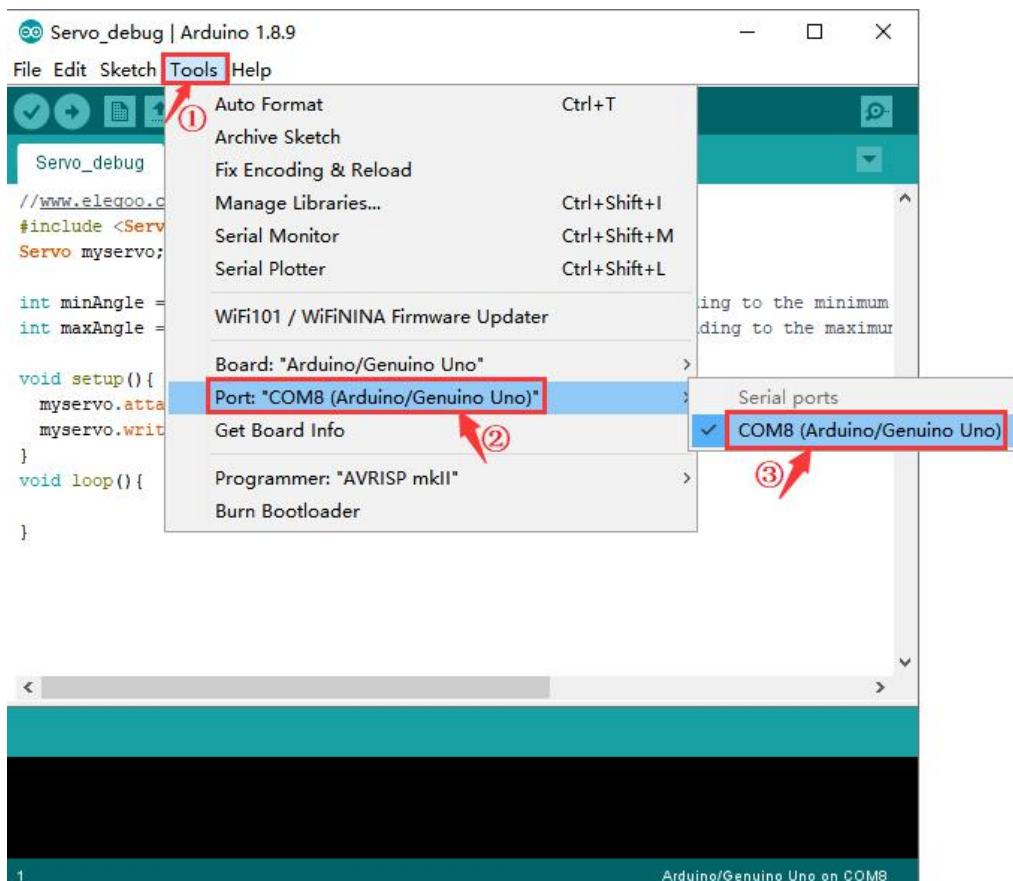 Servo_debug | Arduino 1.8.9
File Edit Sketch Tools Help
①
Servo_debug
Auto Format Ctrl+T
Archive Sketch
Fix Encoding & Reload
Manage Libraries... Ctrl+Shift+I
Serial Monitor Ctrl+Shift+M
Serial Plotter Ctrl+Shift+L
WiFi101 / WiFiNINA Firmware Updater
Board: "Arduino/Genuino Uno"
Port: "COM8 (Arduino/Genuino Uno)"
②
Get Board Info
Programmer: "AVRISP mkII"
Burn Bootloader
Serial ports
COM8 (Arduino/Genuino Uno)
③
//www.elegoo.c
#include <Serv
Servo myservo;
int minAngle = ing to the minimum
int maxAngle = ding to the maximum
void setup(){
myservo.atta
myservo.writ
}
void loop(){
}
1 Arduino/Genuino Uno on COM8